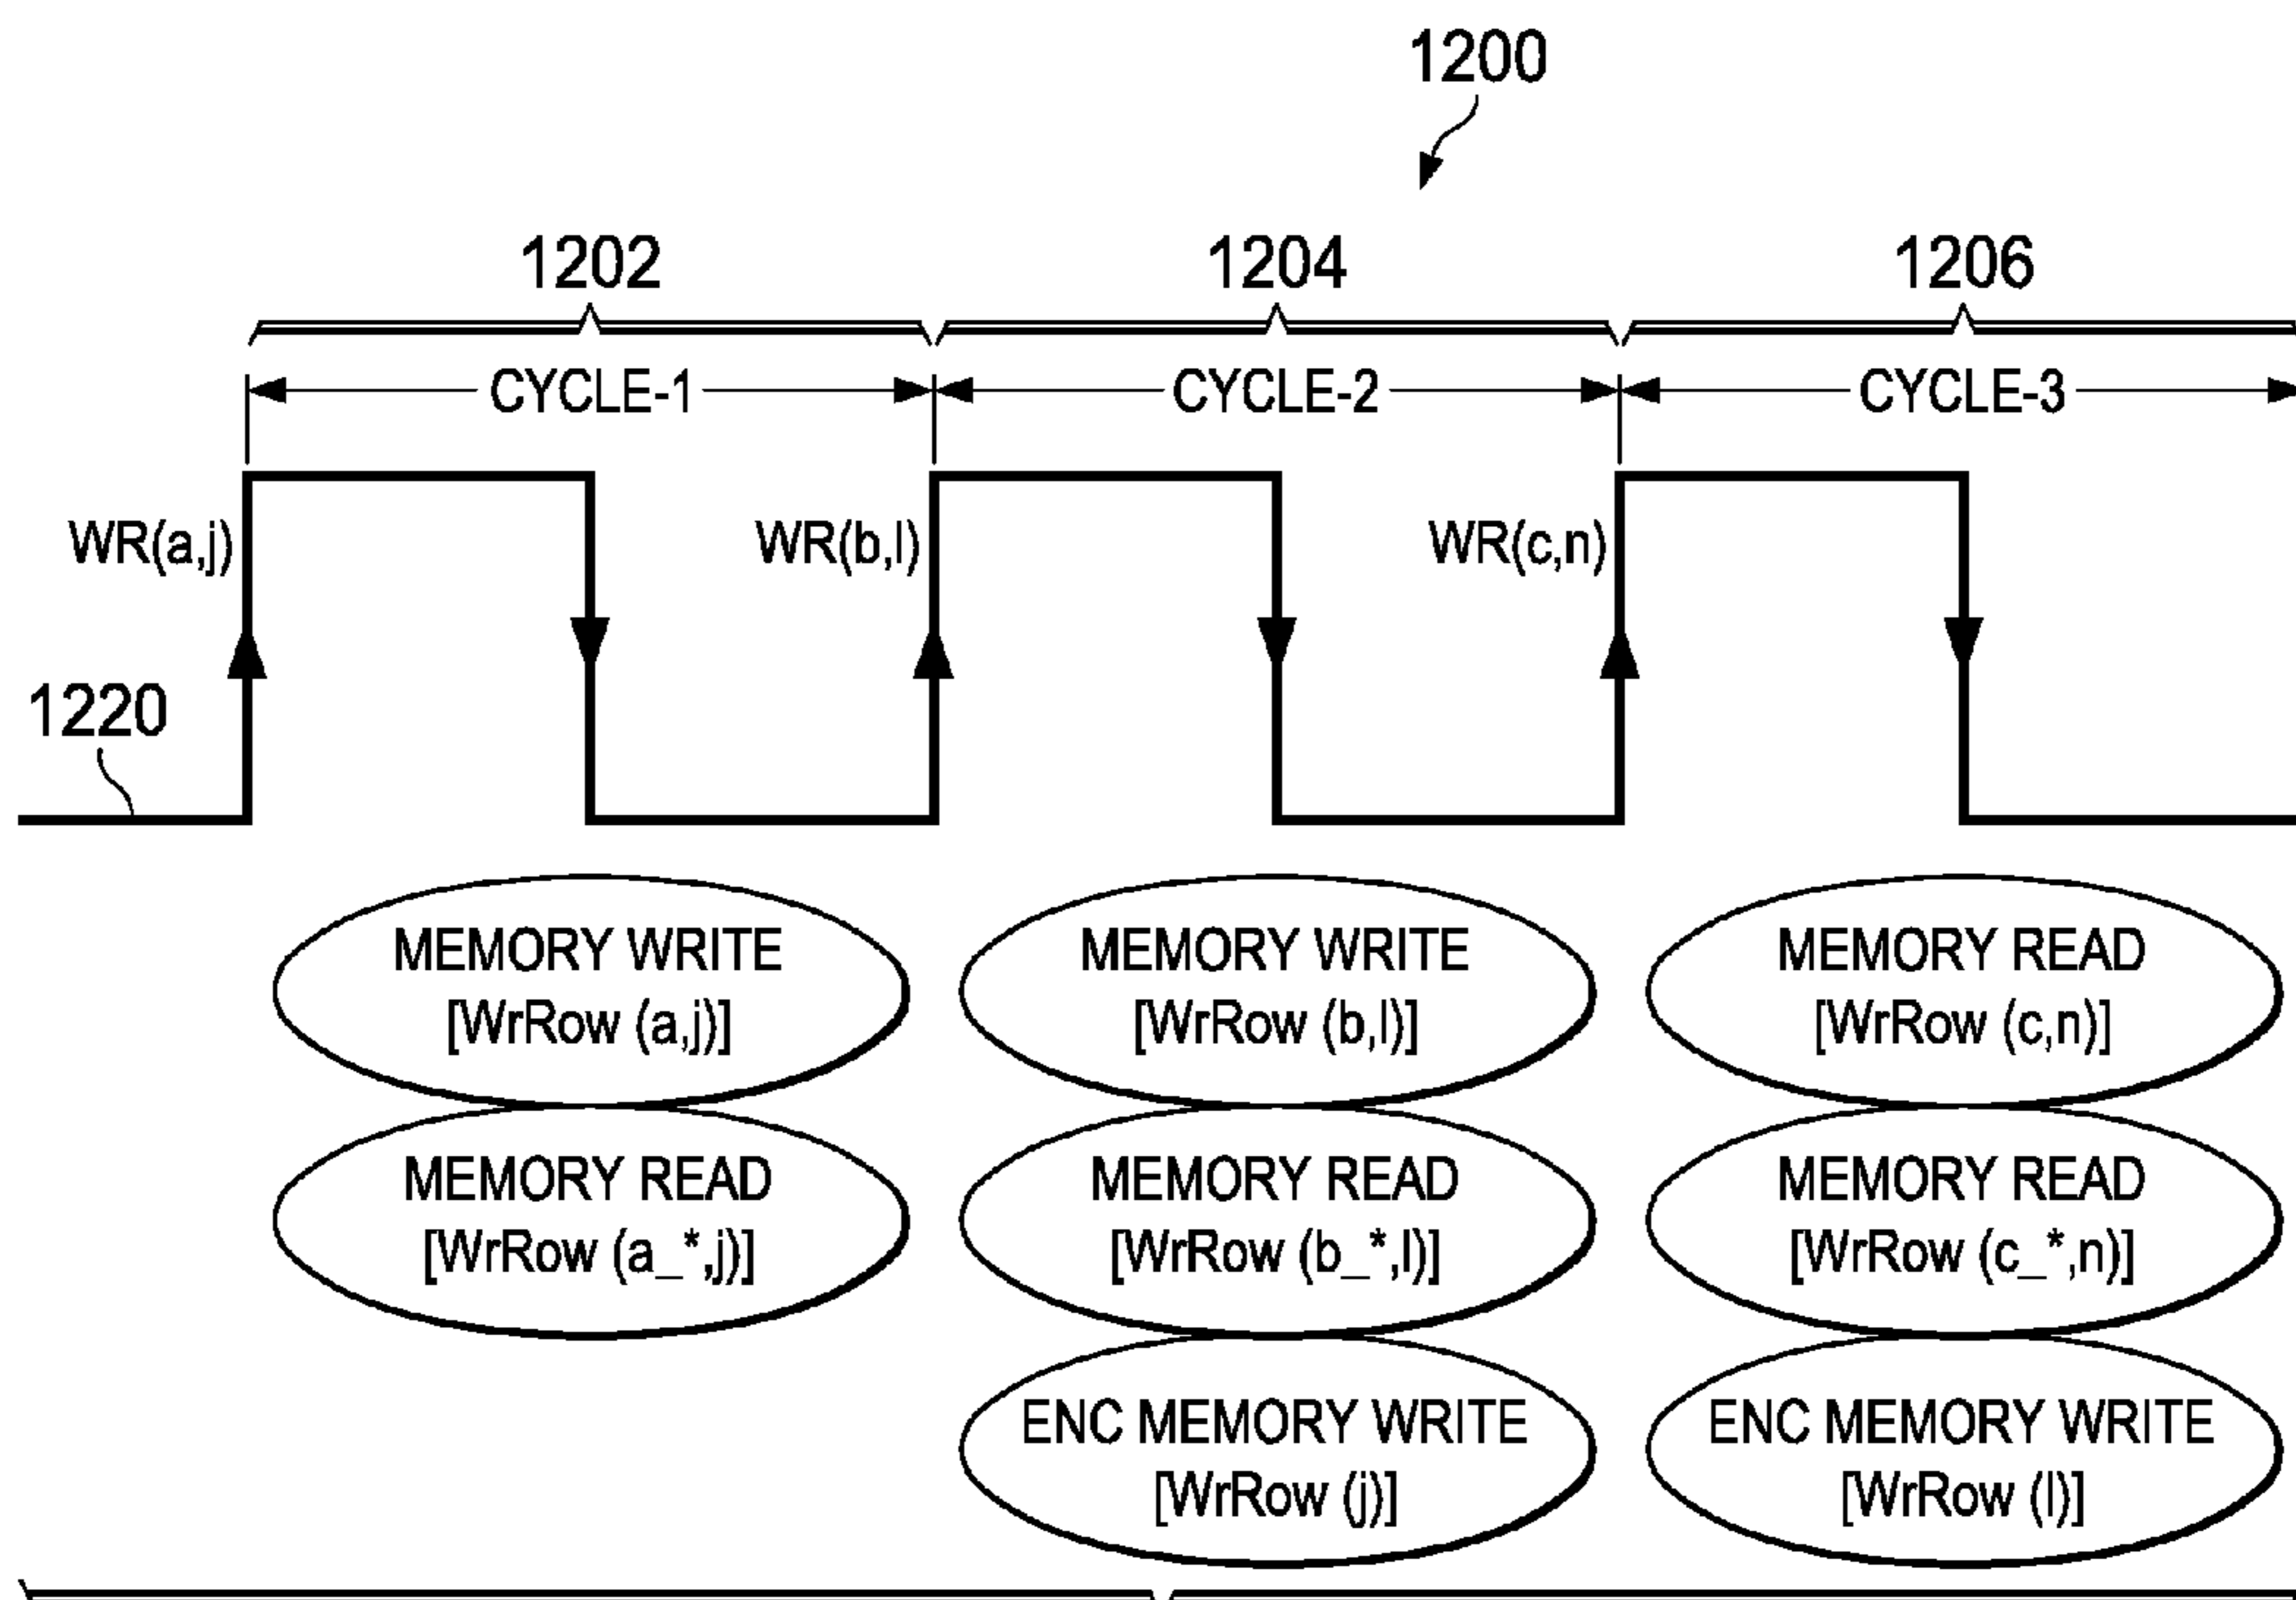 1200
1202
1204
1206
CYCLE-1
CYCLE-2
CYCLE-3
WR(a,j)
WR(b,l)
WR(c,n)
1220
MEMORY WRITE
[WrRow (a,j)]
MEMORY WRITE
[WrRow (b,l)]
MEMORY READ
[WrRow (c,n)]
MEMORY READ
[WrRow (a_*,j)]
MEMORY READ
[WrRow (b_*,l)]
MEMORY READ
[WrRow (c_*,n)]
ENC MEMORY WRITE
[WrRow (j)]
ENC MEMORY WRITE
[WrRow (l)]